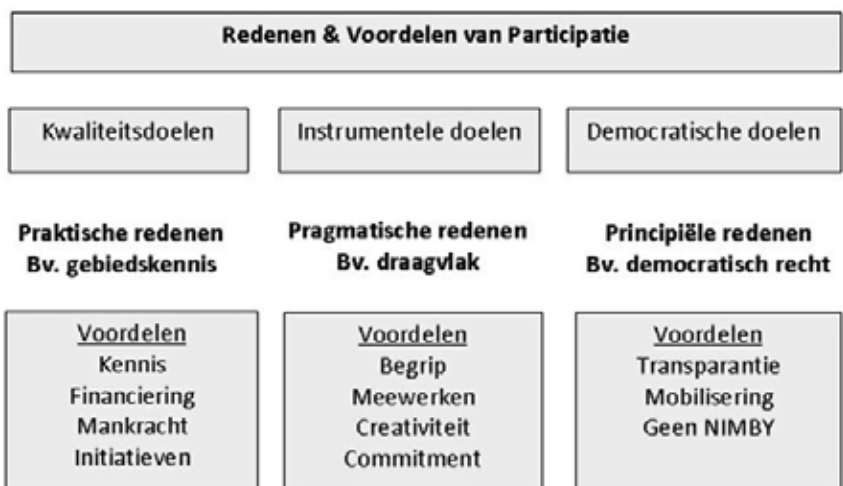 Redenen & Voordelen van Participatie
Kwaliteitsdoelen
Instrumentele doelen
Democratische doelen
Praktische redenen
Bv. gebiedskennis
Pragmatische redenen
Bv. draagvlak
Principiële redenen
Bv. democratisch recht
Voordelen
Kennis
Financiering
Mankracht
Initiatieven
Voordelen
Begrip
Meewerken
Creativiteit
Commitment
Voordelen
Transparantie
Mobilisering
Geen NIMBY